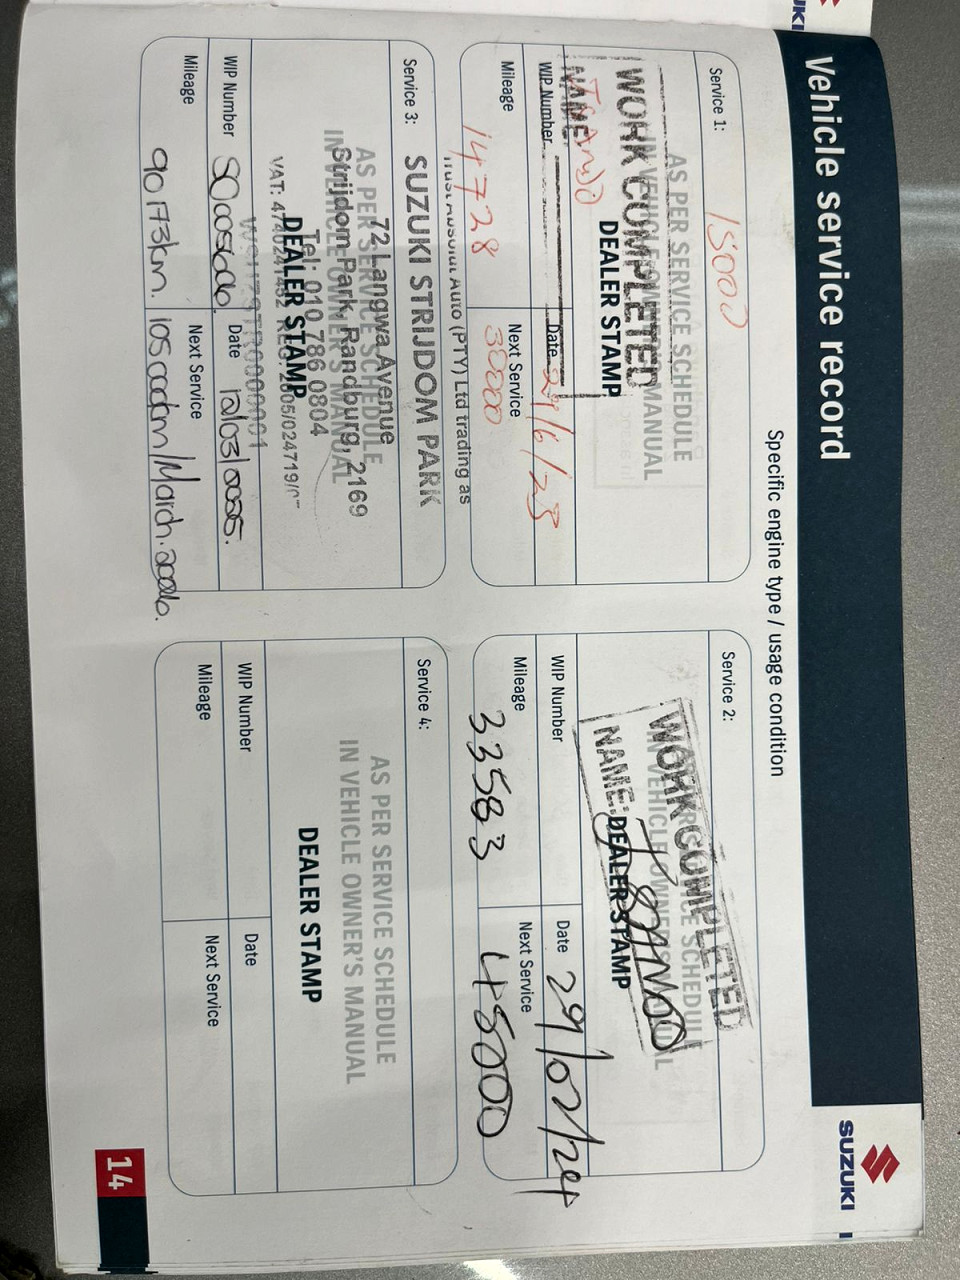 Vehicle service record
SUZUKI
Specific engine type / usage condition
Service 1:
15000
AS PER SERVICE SCHEDULE
IN VEHICLE OWNER'S MANUAL
WORK COMPLETED
DEALER STAMP
NAME
WIP Number
Date 29/6/23
Mileage
14728
Next Service
30000
Service 2:
AS PER SERVICE SCHEDULE
IN VEHICLE OWNER'S MANUAL
WORK COMPLETED
NAME:
DEALER STAMP
WIP Number
Date 29/02/24
Mileage
33583
Next Service
45000
Service 3:
Auto (PTY) Ltd trading as
SUZUKI STRIJDOM PARK
72 Langwa Avenue
Strijdom Park, Randburg, 2169
Tel: 010 786 0804
AS PER SERVICE SCHEDULE
IN VEHICLE OWNER'S MANUAL
DEALER STAMP
WIP Number
Date 12/03/2025.
Mileage
90173km.
Next Service
105000km/March.2026.
Service 4:
AS PER SERVICE SCHEDULE
IN VEHICLE OWNER'S MANUAL
DEALER STAMP
WIP Number
Date
Mileage
Next Service
14